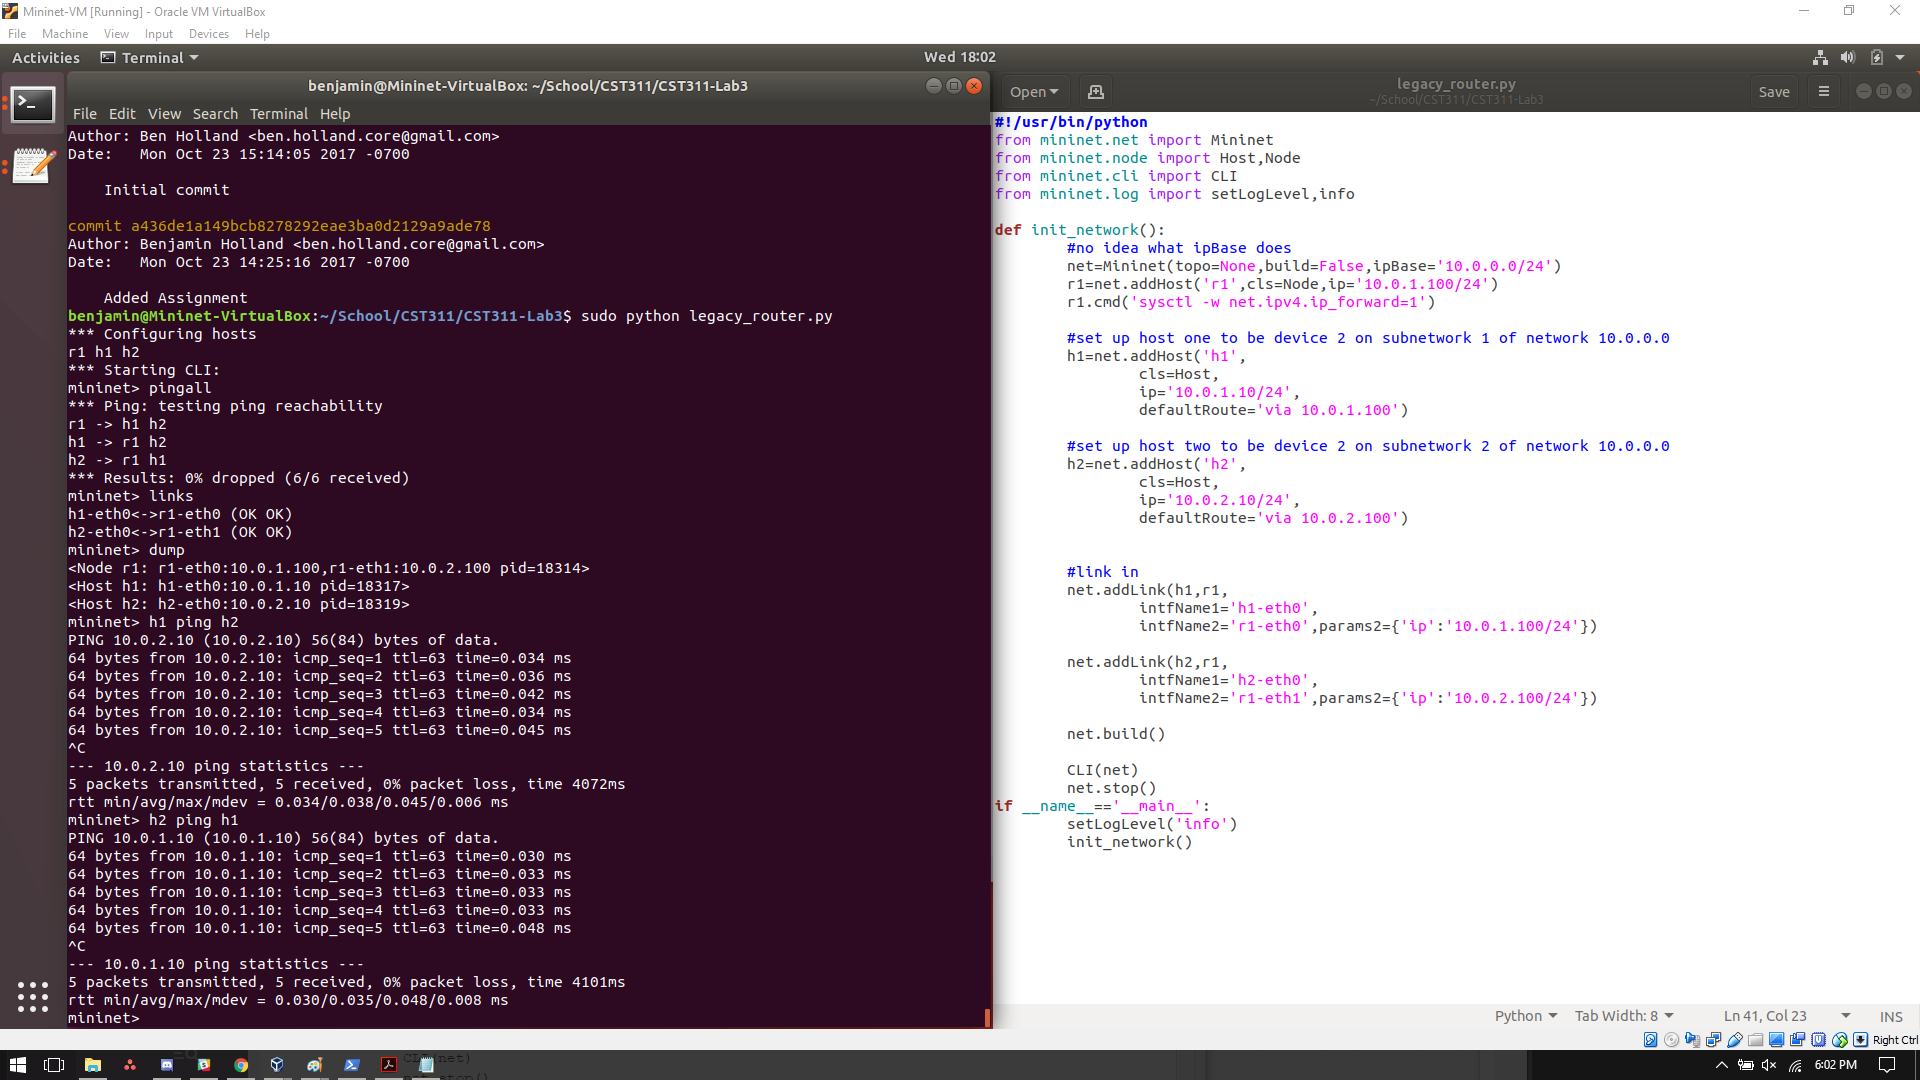 Mininet-VM [Running] - Oracle VM VirtualBox
File Machine View Input Devices Help
Activities Terminal Wed 18:02
benjamin@Mininet-VirtualBox: ~/School/CST311/CST311-Lab3
File Edit View Search Terminal Help
Author: Ben Holland <ben.holland.core@gmail.com>
Date:   Mon Oct 23 15:14:05 2017 -0700
    Initial commit
commit a436de1a149bcb8278292eae3ba0d2129a9ade78
Author: Benjamin Holland <ben.holland.core@gmail.com>
Date:   Mon Oct 23 14:25:16 2017 -0700
    Added Assignment
benjamin@Mininet-VirtualBox:~/School/CST311/CST311-Lab3$ sudo python legacy_router.py
*** Configuring hosts
r1 h1 h2
*** Starting CLI:
mininet> pingall
*** Ping: testing ping reachability
r1 -> h1 h2
h1 -> r1 h2
h2 -> r1 h1
*** Results: 0% dropped (6/6 received)
mininet> links
h1-eth0<->r1-eth0 (OK OK)
h2-eth0<->r1-eth1 (OK OK)
mininet> dump
<Node r1: r1-eth0:10.0.1.100,r1-eth1:10.0.2.100 pid=18314>
<Host h1: h1-eth0:10.0.1.10 pid=18317>
<Host h2: h2-eth0:10.0.2.10 pid=18319>
mininet> h1 ping h2
PING 10.0.2.10 (10.0.2.10) 56(84) bytes of data.
64 bytes from 10.0.2.10: icmp_seq=1 ttl=63 time=0.034 ms
64 bytes from 10.0.2.10: icmp_seq=2 ttl=63 time=0.036 ms
64 bytes from 10.0.2.10: icmp_seq=3 ttl=63 time=0.042 ms
64 bytes from 10.0.2.10: icmp_seq=4 ttl=63 time=0.034 ms
64 bytes from 10.0.2.10: icmp_seq=5 ttl=63 time=0.045 ms
^C
--- 10.0.2.10 ping statistics ---
5 packets transmitted, 5 received, 0% packet loss, time 4072ms
rtt min/avg/max/mdev = 0.034/0.038/0.045/0.006 ms
mininet> h2 ping h1
PING 10.0.1.10 (10.0.1.10) 56(84) bytes of data.
64 bytes from 10.0.1.10: icmp_seq=1 ttl=63 time=0.030 ms
64 bytes from 10.0.1.10: icmp_seq=2 ttl=63 time=0.033 ms
64 bytes from 10.0.1.10: icmp_seq=3 ttl=63 time=0.033 ms
64 bytes from 10.0.1.10: icmp_seq=4 ttl=63 time=0.033 ms
64 bytes from 10.0.1.10: icmp_seq=5 ttl=63 time=0.048 ms
^C
--- 10.0.1.10 ping statistics ---
5 packets transmitted, 5 received, 0% packet loss, time 4101ms
rtt min/avg/max/mdev = 0.030/0.035/0.048/0.008 ms
mininet>
Open legacy_router.py Save
~/School/CST311/CST311-Lab3
#!/usr/bin/python
from mininet.net import Mininet
from mininet.node import Host,Node
from mininet.cli import CLI
from mininet.log import setLogLevel,info
def init_network():
        #no idea what ipBase does
        net=Mininet(topo=None,build=False,ipBase='10.0.0.0/24')
        r1=net.addHost('r1',cls=Node,ip='10.0.1.100/24')
        r1.cmd('sysctl -w net.ipv4.ip_forward=1')
        #set up host one to be device 2 on subnetwork 1 of network 10.0.0.0
        h1=net.addHost('h1',
                cls=Host,
                ip='10.0.1.10/24',
                defaultRoute='via 10.0.1.100')
        #set up host two to be device 2 on subnetwork 2 of network 10.0.0.0
        h2=net.addHost('h2',
                cls=Host,
                ip='10.0.2.10/24',
                defaultRoute='via 10.0.2.100')
        #link in
        net.addLink(h1,r1,
                intfName1='h1-eth0',
                intfName2='r1-eth0',params2={'ip':'10.0.1.100/24'})
        net.addLink(h2,r1,
                intfName1='h2-eth0',
                intfName2='r1-eth1',params2={'ip':'10.0.2.100/24'})
        net.build()
        CLI(net)
        net.stop()
if __name__=='__main__':
        setLogLevel('info')
        init_network()
Python Tab Width: 8 Ln 41, Col 23 INS
Right Ctrl
CLI(net)
6:02 PM